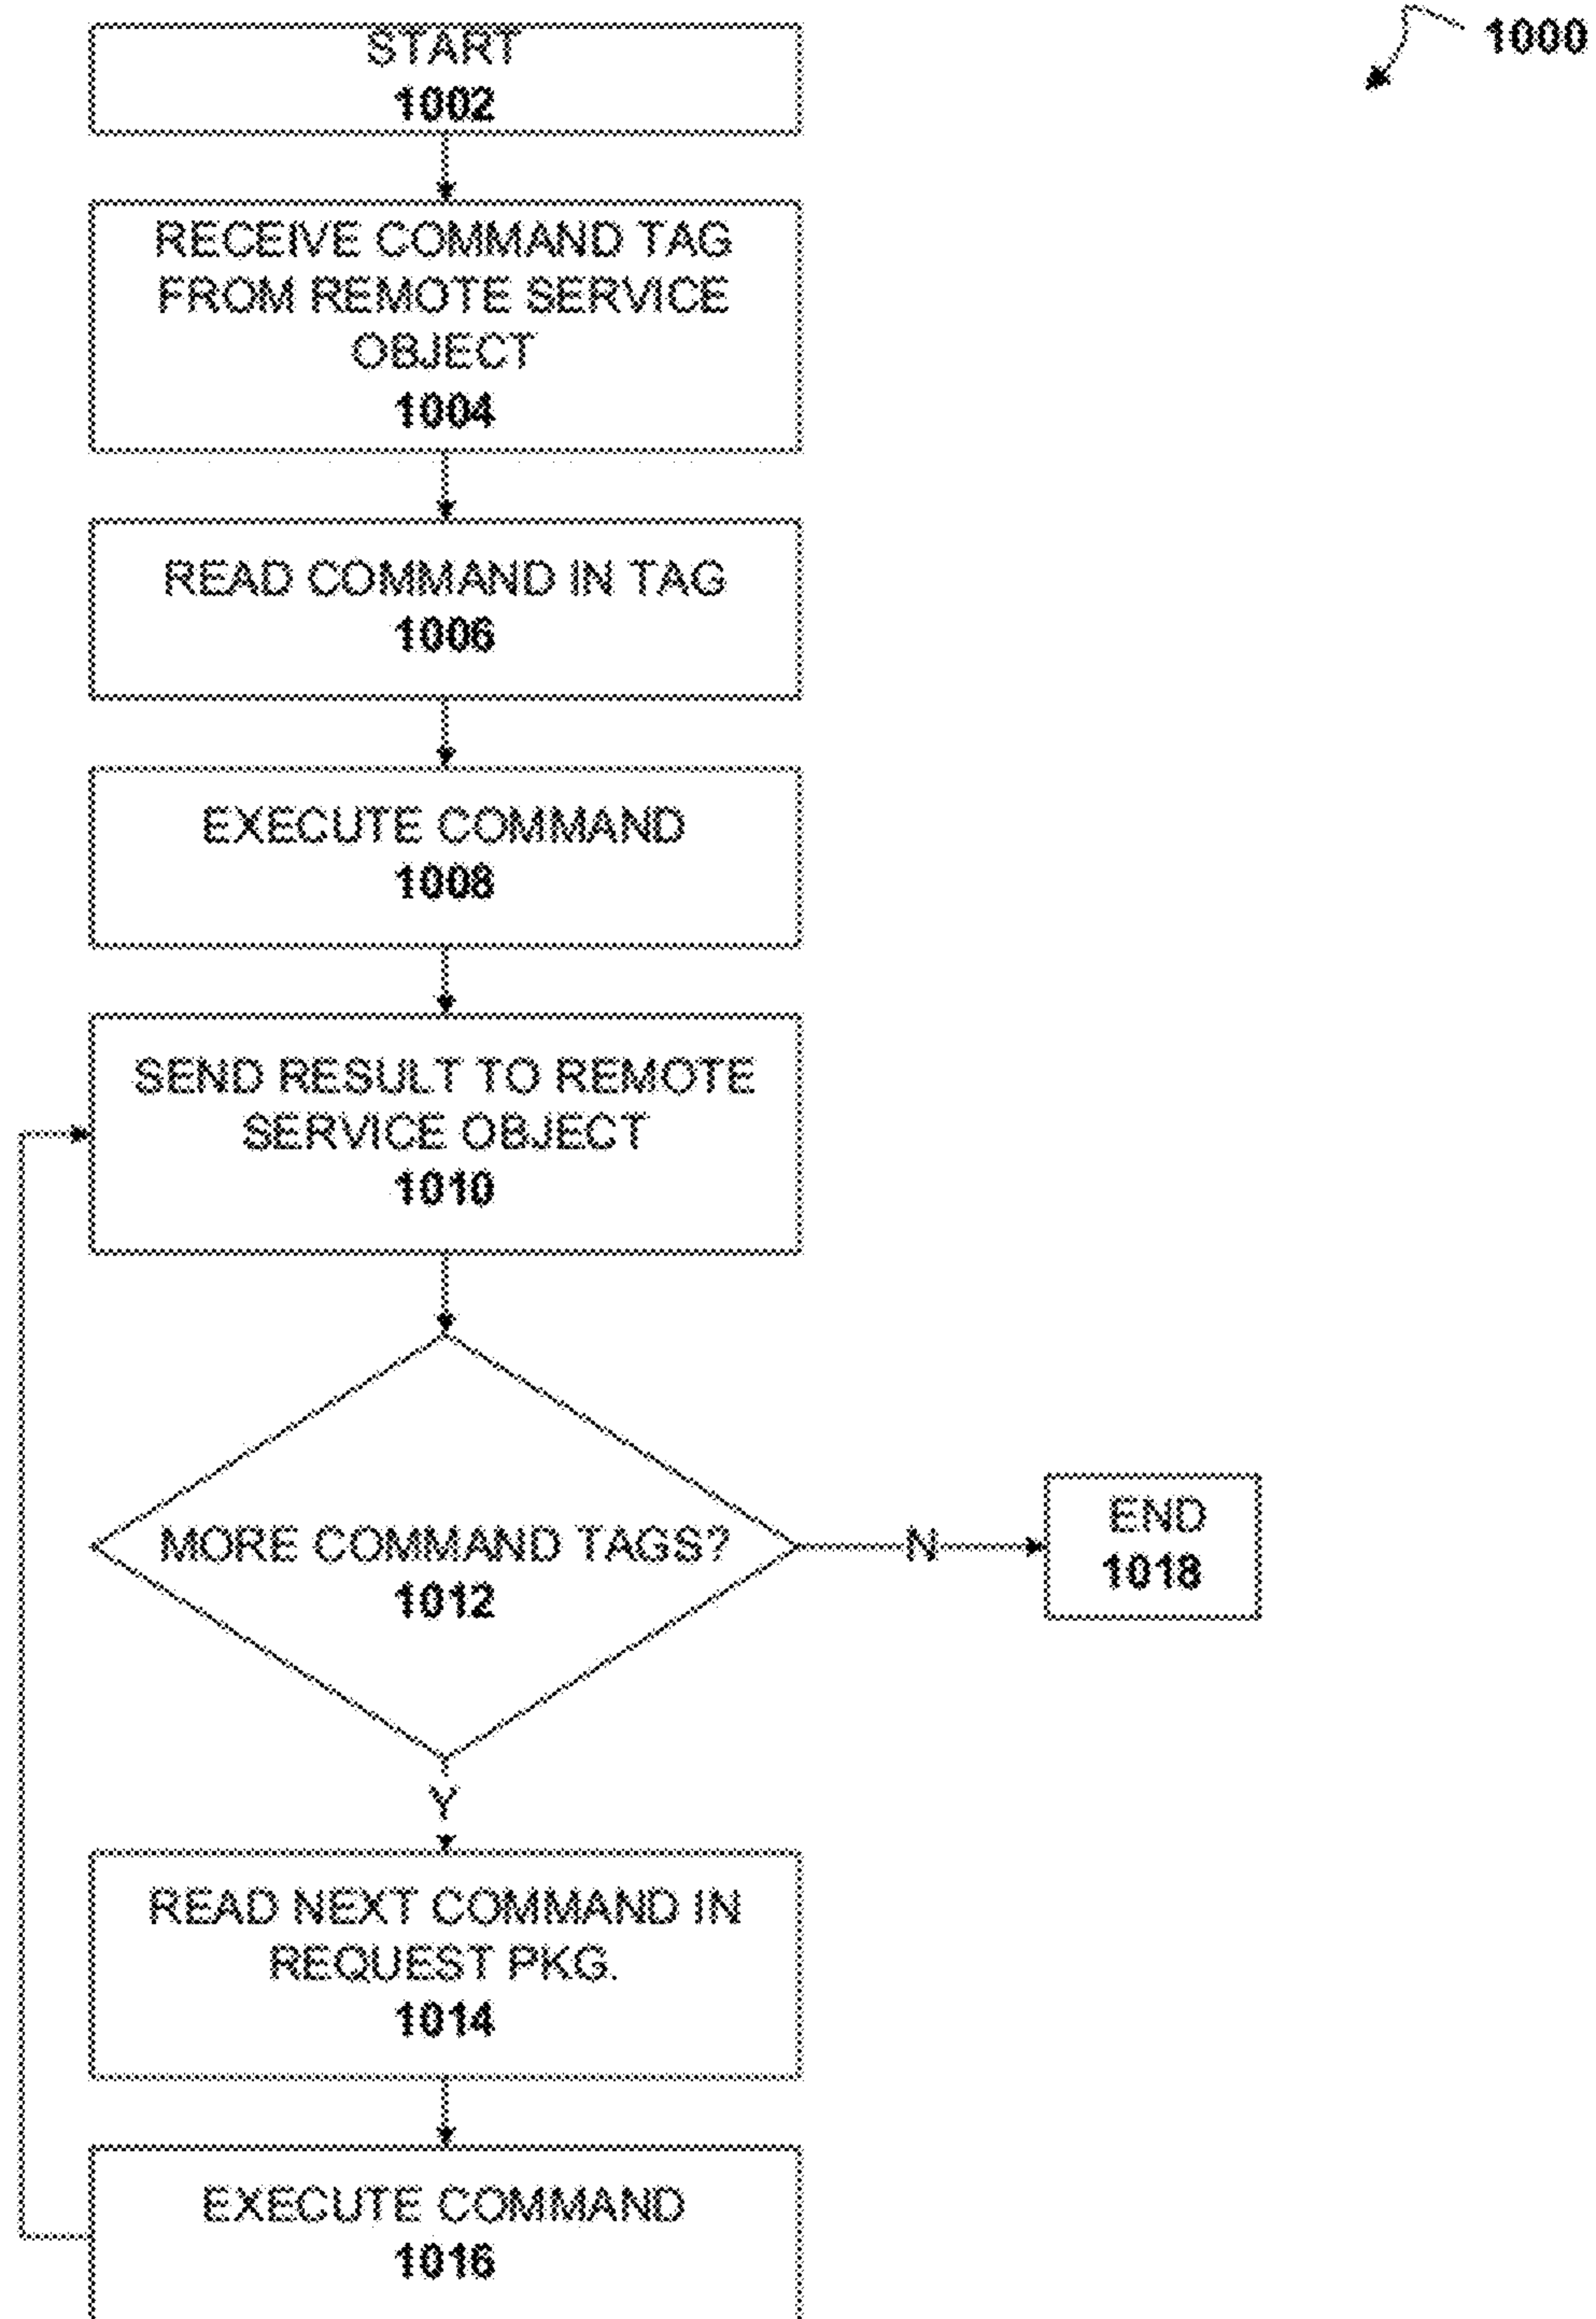 1000
START
1002
RECEIVE COMMAND TAG
FROM REMOTE SERVICE
OBJECT
1004
READ COMMAND IN TAG
1006
EXECUTE COMMAND
1008
SEND RESULT TO REMOTE
SERVICE OBJECT
1010
MORE COMMAND TAGS?
1012
N
END
1018
Y
READ NEXT COMMAND IN
REQUEST PKG.
1014
EXECUTE COMMAND
1016